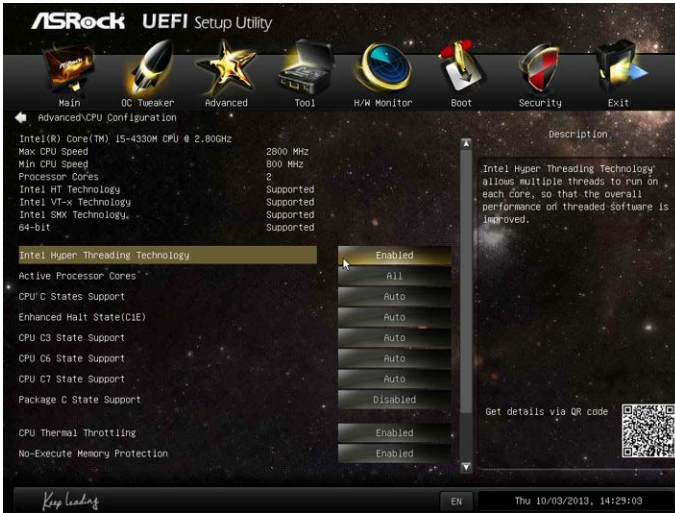 ASRock UEFI Setup Utility
Main OC Tweaker Advanced Tool H/W Monitor Boot Security Exit
Advanced\CPU Configuration
Description
Intel(R) Core(TM) i5-4330M CPU @ 2.80GHz
Max CPU Speed 2800 MHz
Min CPU Speed 800 MHz
Processor Cores 2
Intel HT Technology Supported
Intel VT-x Technology Supported
Intel SMX Technology Supported
64-bit Supported
Intel Hyper Threading Technology
allows multiple threads to run on
each core, so that the overall
performance on threaded software is
improved.
Intel Hyper Threading Technology Enabled
Active Processor Cores All
CPU C States Support Auto
Enhanced Halt State(C1E) Auto
CPU C3 State Support Auto
CPU C6 State Support Auto
CPU C7 State Support Auto
Package C State Support Disabled
CPU Thermal Throttling Enabled
No-Execute Memory Protection Enabled
Get details via QR code
Keep Leading
EN
Thu 10/03/2013, 14:29:03